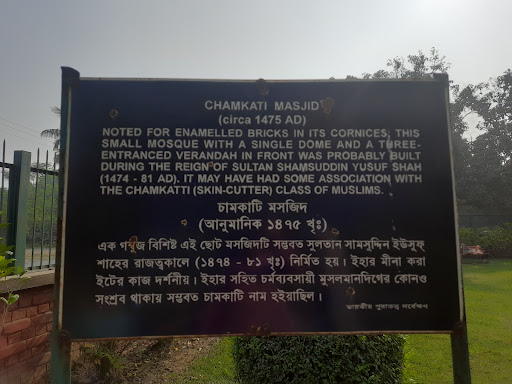 CHAMKATI MASJID
(circa 1475 AD)
NOTED FOR ENAMELLED BRICKS IN ITS CORNICES, THIS
SMALL MOSQUE WITH A SINGLE DOME AND A THREE-
ENTRANCED VERANDAH IN FRONT WAS PROBABLY BUILT
DURING THE REIGN OF SULTAN SHAMSUDDIN YUSUF SHAH
(1474 - 81 AD). IT MAY HAVE HAD SOME ASSOCIATION WITH
THE CHAMKATTI (SKIN-CUTTER) CLASS OF MUSLIMS.
চামকাটি মসজিদ
(আনুমানিক ১৪৭৫ খৃঃ)
এক গম্বুজ বিশিষ্ট এই ছোট মসজিদটি সম্ভবত সুলতান সামসুদ্দিন ইউসুফ্
শাহের রাজত্বকালে (১৪৭৪ - ৮১ খৃঃ) নির্মিত হয়। ইহার মীনা করা
ইটের কাজ দর্শনীয়। ইহার সহিত চর্মব্যবসায়ী মুসলমানদিগের কোনও
সংশ্রব থাকায় সম্ভবত চামকাটি নাম হইয়াছিল।
ভারতীয় পুরাতত্ত্ব সর্বেক্ষণ